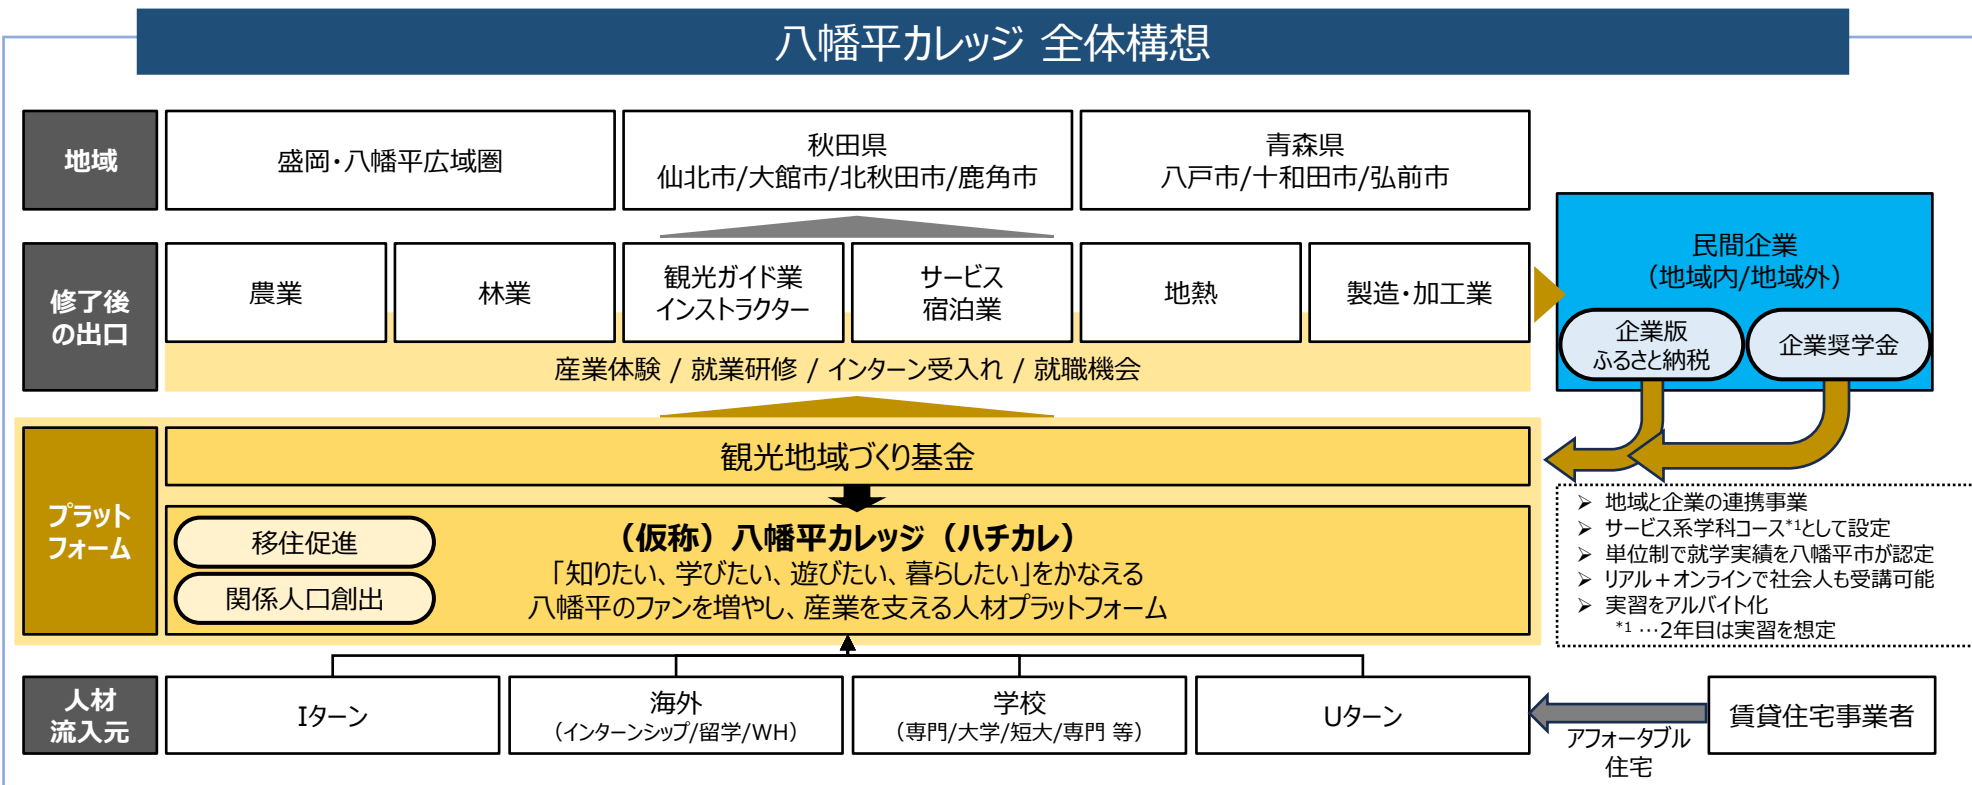 八幡平カレッジ 全体構想
地域
盛岡・八幡平広域圏
秋田県
仙北市/大館市/北秋田市/鹿角市
青森県
八戸市/十和田市/弘前市
修了後
の出口
農業
林業
観光ガイド業
インストラクター
サービス
宿泊業
地熱
製造・加工業
産業体験 / 就業研修 / インターン受入れ / 就職機会
民間企業
（地域内/地域外）
企業版
ふるさと納税
企業奨学金
プラット
フォーム
観光地域づくり基金
移住促進
関係人口創出
（仮称）八幡平カレッジ（ハチカレ）
「知りたい、学びたい、遊びたい、暮らしたい」をかなえる
八幡平のファンを増やし、産業を支える人材プラットフォーム
➢ 地域と企業の連携事業
➢ サービス系学科コース*1として設定
➢ 単位制で就学実績を八幡平市が認定
➢ リアル＋オンラインで社会人も受講可能
➢ 実習をアルバイト化
*1 …2年目は実習を想定
人材
流入元
Iターン
海外
（インターンシップ/留学/WH）
学校
（専門/大学/短大/専門 等）
Uターン
アフォータブル
住宅
賃貸住宅事業者